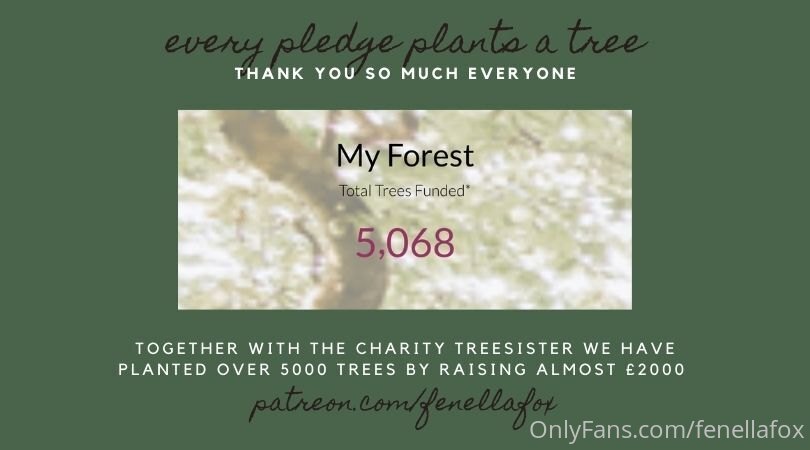 every pledge plants a tree
THANK YOU SO MUCH EVERYONE
My Forest
Total Trees Funded*
5,068
TOGETHER WITH THE CHARITY TREESISTER WE HAVE
PLANTED OVER 5000 TREES BY RAISING ALMOST £2000
patreon.com/fenellafox
OnlyFans.com/fenellafox